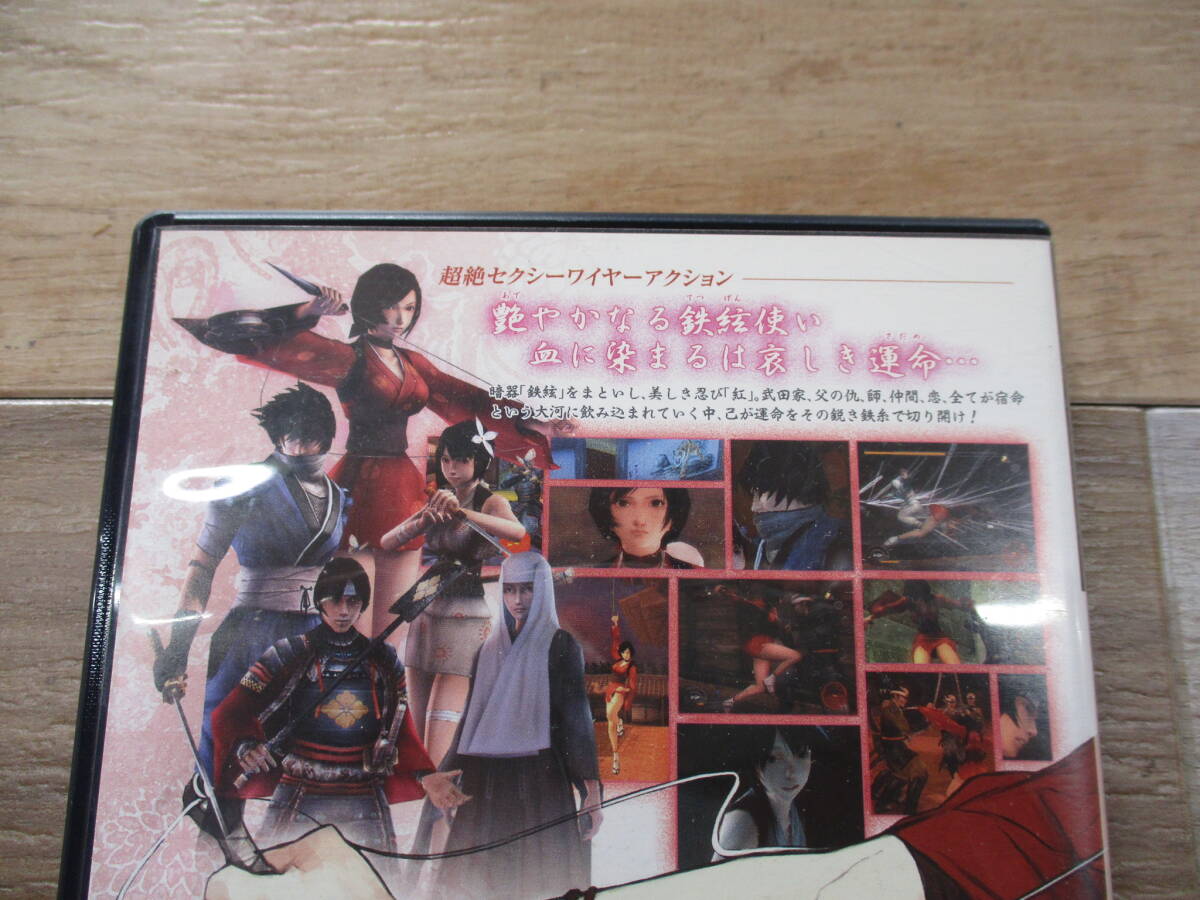 超絶セクシーワイヤーアクション
艶やかなる鉄絃使い
血に染まるは哀しき運命…
暗器「鉄絃」をまといし、美しき忍び「紅」。武田家、父の仇、師、仲間、恋、全てが宿命
という大河に飲み込まれていく中、己が運命をその鋭き鉄糸で切り開け!